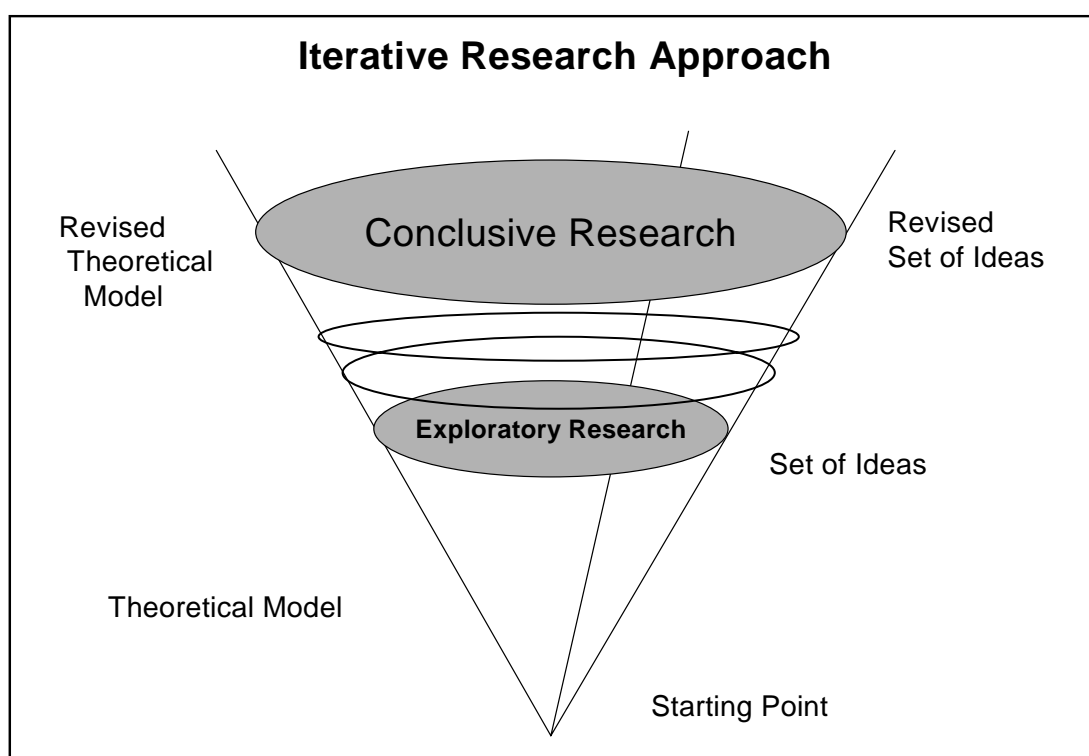 Iterative Research Approach
Revised
Theoretical
Model
Conclusive Research
Revised
Set of Ideas
Exploratory Research
Set of Ideas
Theoretical Model
Starting Point